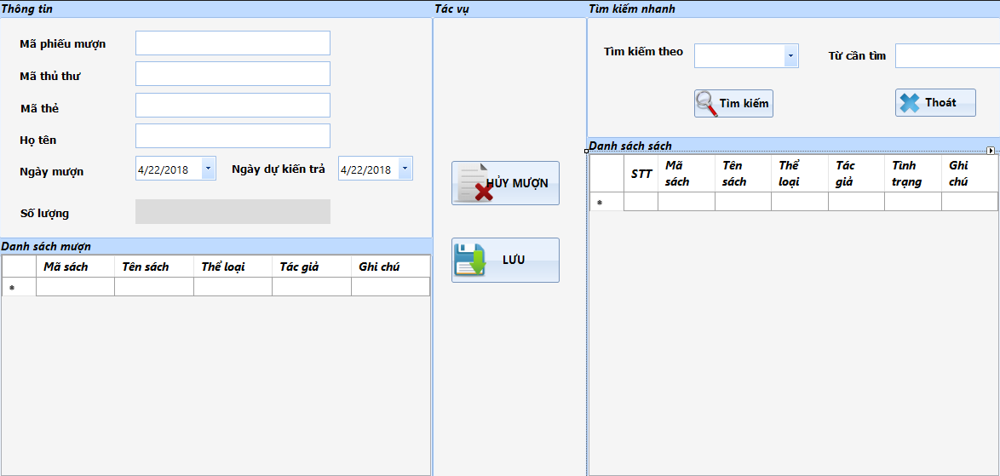 Thông tin
Mã phiếu mượn
Mã thủ thư
Mã thẻ
Họ tên
Ngày mượn 4/22/2018 Ngày dự kiến trả 4/22/2018
Số lượng
Danh sách mượn
Mã sách Tên sách Thể loại Tác giả Ghi chú
Tác vụ
HỦY MƯỢN
LƯU
Tìm kiếm nhanh
Tìm kiếm theo Từ cần tìm
Tìm kiếm Thoát
Danh sách sách
STT Mã sách Tên sách Thể loại Tác giả Tình trạng Ghi chú